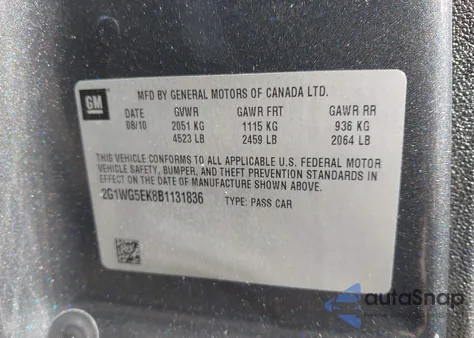 GM
MFD BY GENERAL MOTORS OF CANADA LTD.
DATE GVWR GAWR FRT GAWR RR
08/10 2051 KG 1115 KG 936 KG
4523 LB 2459 LB 2064 LB
THIS VEHICLE CONFORMS TO ALL APPLICABLE U.S. FEDERAL MOTOR
VEHICLE SAFETY, BUMPER, AND THEFT PREVENTION STANDARDS IN
EFFECT ON THE DATE OF MANUFACTURE SHOWN ABOVE.
2G1WG5EK8B1131836 TYPE: PASS CAR
autoSnap